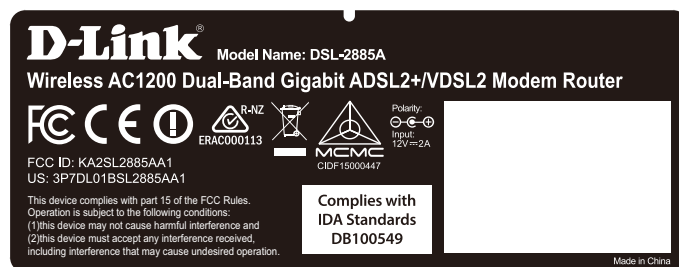 D-Link®
Model Name: DSL-2885A
Wireless AC1200 Dual-Band Gigabit ADSL2+/VDSL2 Modem Router
FC CE
R-NZ
ERAC000113
MCMC
CIDF15000447
Polarity:
Input:
12V⎓2A
FCC ID: KA2SL2885AA1
US: 3P7DL01BSL2885AA1
This device complies with part 15 of the FCC Rules.
Operation is subject to the following conditions:
(1)this device may not cause harmful interference and
(2)this device must accept any interference received,
including interference that may cause undesired operation.
Complies with
IDA Standards
DB100549
Made in China